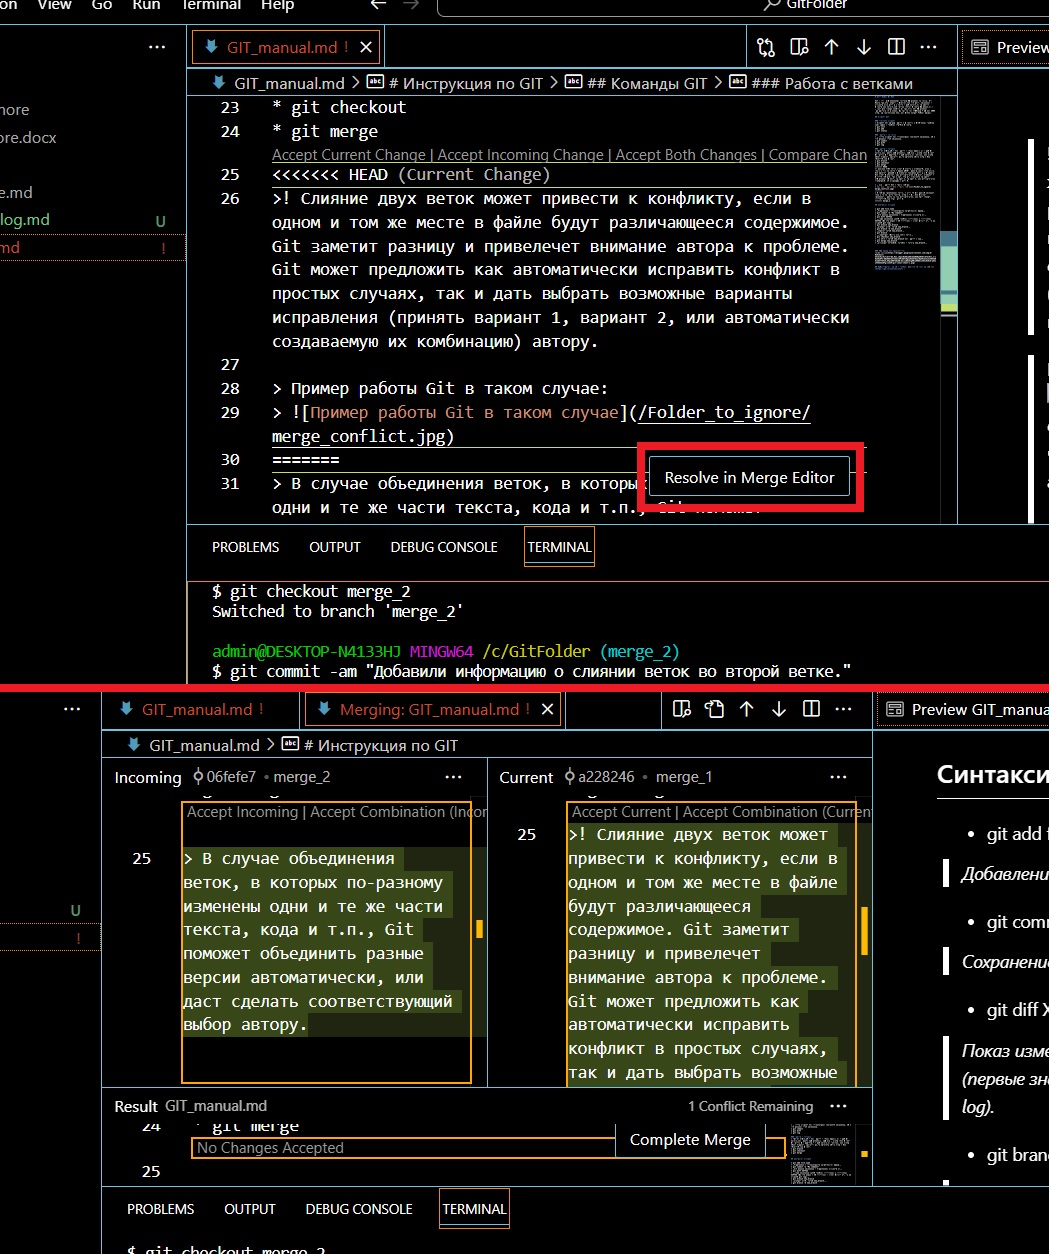 on View Go Run Terminal Help
GitFolder
GIT_manual.md !
Preview
GIT_manual.md > # Инструкция по GIT > ## Команды GIT > ### Работа с ветками
nore
ore.docx
e.md
log.md U
md !
23 * git checkout
24 * git merge
Accept Current Change | Accept Incoming Change | Accept Both Changes | Compare Chan
25 <<<<<<< HEAD (Current Change)
26 >! Слияние двух веток может привести к конфликту, если в
одном и том же месте в файле будут различающееся содержимое.
Git заметит разницу и привелечет внимание автора к проблеме.
Git может предложить как автоматически исправить конфликт в
простых случаях, так и дать выбрать возможные варианты
исправления (принять вариант 1, вариант 2, или автоматически
создаваемую их комбинацию) автору.
27
28 > Пример работы Git в таком случае:
29 > ![Пример работы Git в таком случае](/Folder_to_ignore/
merge_conflict.jpg)
30 =======
31 > В случае объединения веток, в которых
одни и те же части текста, кода и т.п.,
Resolve in Merge Editor
PROBLEMS OUTPUT DEBUG CONSOLE TERMINAL
$ git checkout merge_2
Switched to branch 'merge_2'
admin@DESKTOP-N4133HJ MINGW64 /c/GitFolder (merge_2)
$ git commit -am "Добавили информацию о слиянии веток во второй ветке."
GIT_manual.md !
Merging: GIT_manual.md !
Preview GIT_manua
GIT_manual.md > # Инструкция по GIT
Incoming 06fefe7 • merge_2
Accept Incoming | Accept Combination (Incor
25 > В случае объединения
веток, в которых по-разному
изменены одни и те же части
текста, кода и т.п., Git
поможет объединить разные
версии автоматически, или
даст сделать соответствующий
выбор автору.
Current a228246 • merge_1
Accept Current | Accept Combination (Curren
25 >! Слияние двух веток может
привести к конфликту, если в
одном и том же месте в файле
будут различающееся
содержимое. Git заметит
разницу и привелечет
внимание автора к проблеме.
Git может предложить как
автоматически исправить
конфликт в простых случаях,
так и дать выбрать возможные
U
!
Синтакси
• git add f
Добавлени
• git comm
Сохранение
• git diff X
Показ изме
(первые зн
log).
• git branc
Result GIT_manual.md 1 Conflict Remaining
24 * git merge
No Changes Accepted
Complete Merge
25
PROBLEMS OUTPUT DEBUG CONSOLE TERMINAL
$ git checkout merge_2